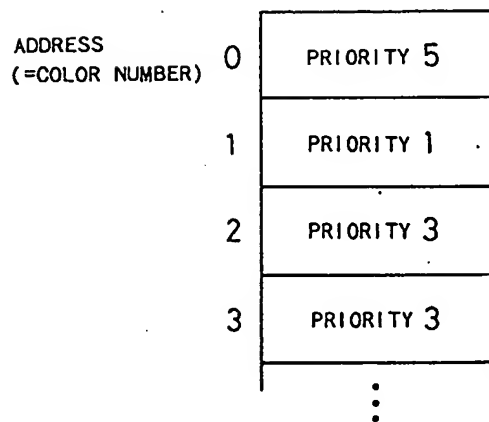 ADDRESS
(=COLOR NUMBER)
0 PRIORITY 5
1 PRIORITY 1
2 PRIORITY 3
3 PRIORITY 3